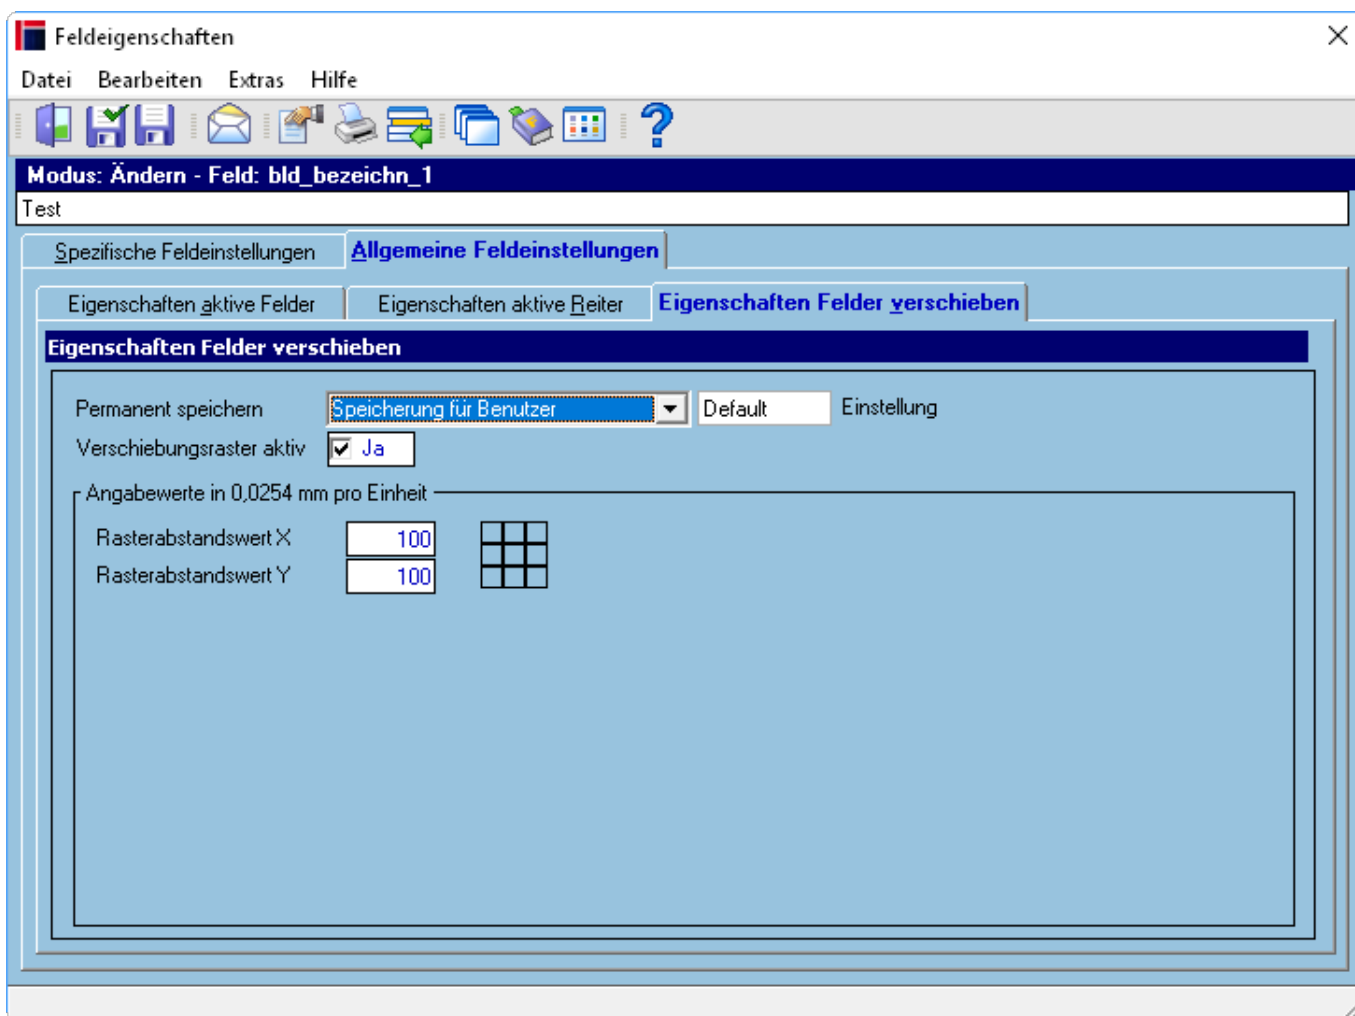 Feldeigenschaften
Datei Bearbeiten Extras Hilfe
Modus: Ändern - Feld: bld_bezeichn_1
Test
Spezifische Feldeinstellungen Allgemeine Feldeinstellungen
Eigenschaften aktive Felder Eigenschaften aktive Reiter Eigenschaften Felder verschieben
Eigenschaften Felder verschieben
Permanent speichern Speicherung für Benutzer Default Einstellung
Verschiebungsraster aktiv Ja
Angabewerte in 0,0254 mm pro Einheit
Rasterabstandswert X 100
Rasterabstandswert Y 100